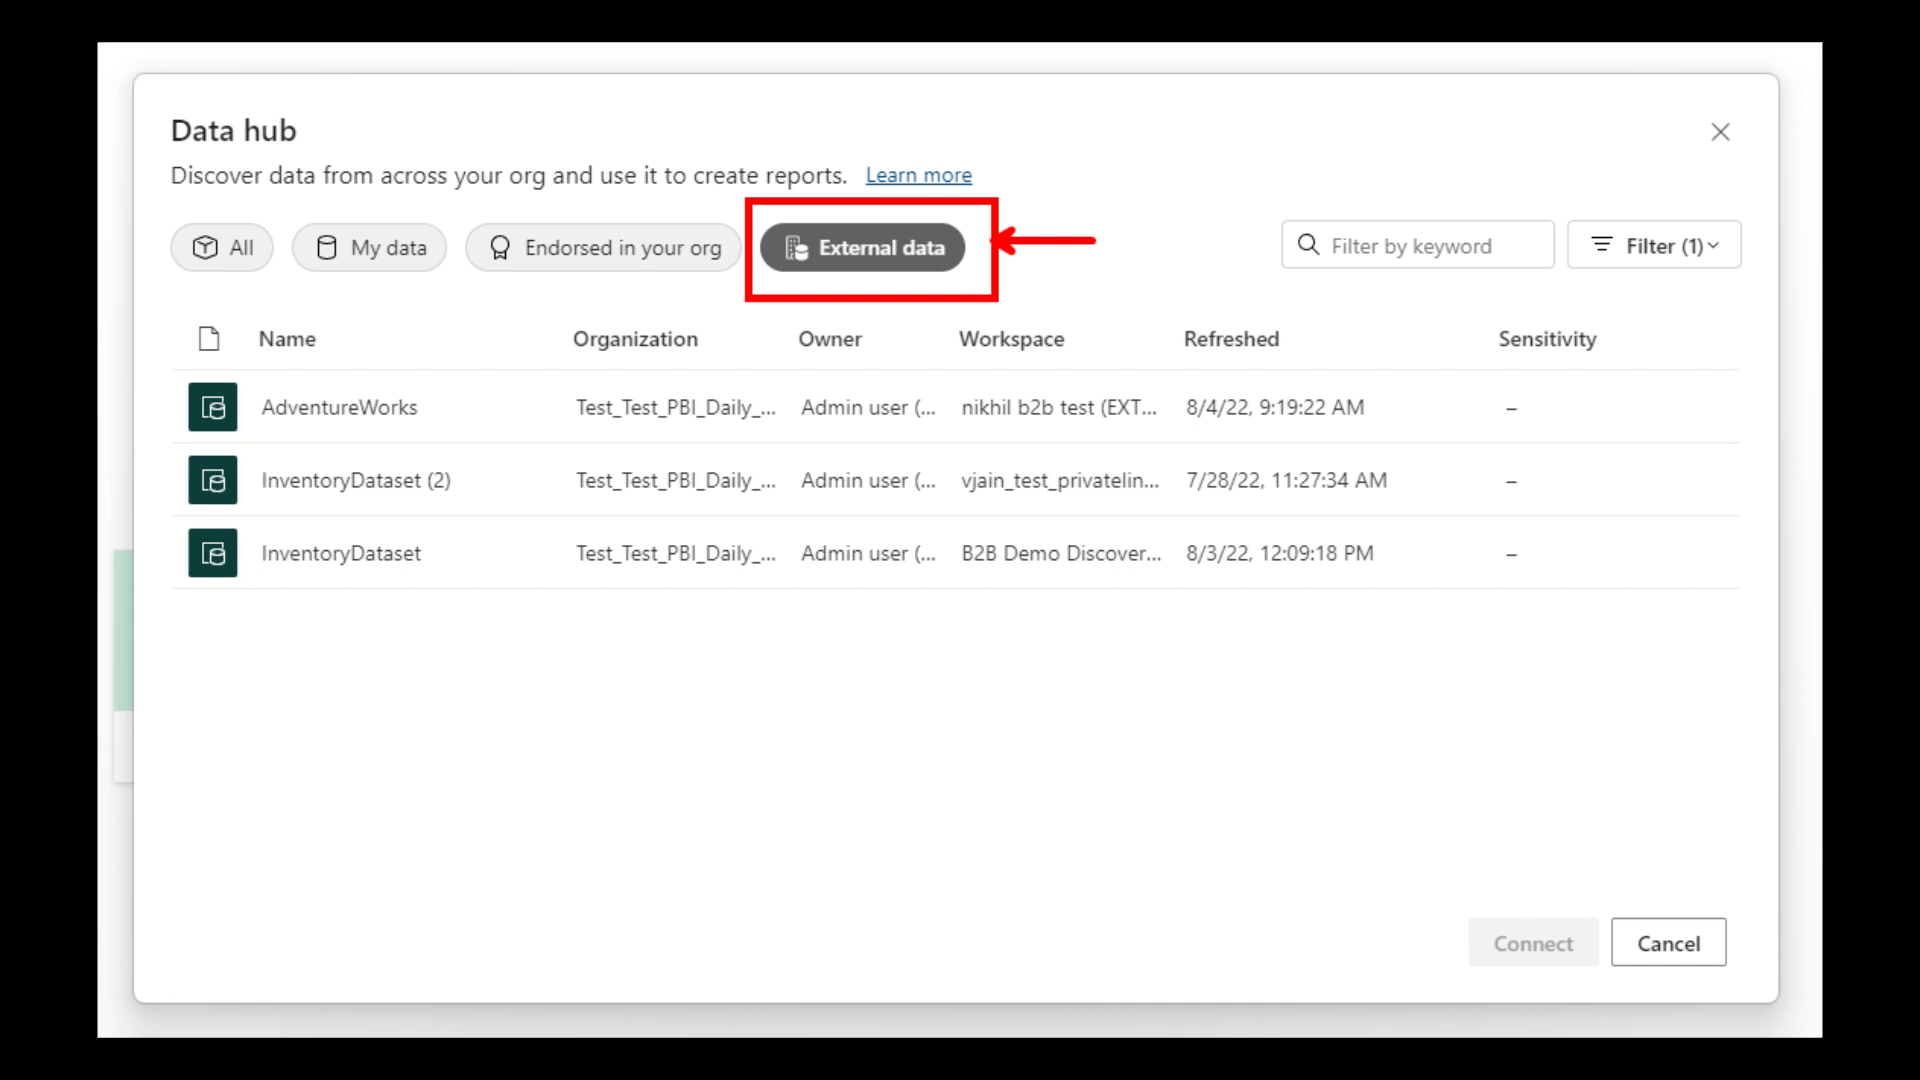 Data hub
Discover data from across your org and use it to create reports. Learn more
All My data Endorsed in your org External data Filter by keyword Filter (1)
Name Organization Owner Workspace Refreshed Sensitivity
AdventureWorks Test_Test_PBI_Daily_... Admin user (... nikhil b2b test (EXT... 8/4/22, 9:19:22 AM –
InventoryDataset (2) Test_Test_PBI_Daily_... Admin user (... vjain_test_privatelin... 7/28/22, 11:27:34 AM –
InventoryDataset Test_Test_PBI_Daily_... Admin user (... B2B Demo Discover... 8/3/22, 12:09:18 PM –
Connect Cancel